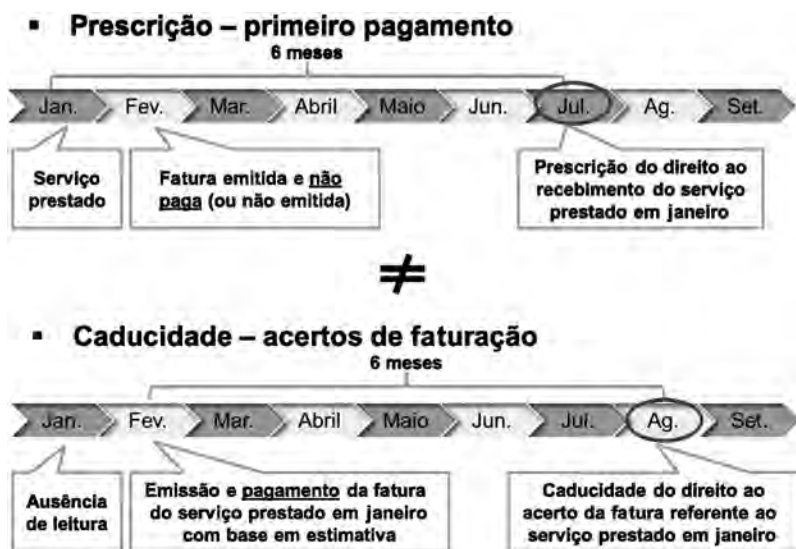 ▪ Prescrição – primeiro pagamento
6 meses
Jan. Fev. Mar. Abril Maio Jun. Jul. Ag. Set.
Serviço
prestado
Fatura emitida e não
paga (ou não emitida)
Prescrição do direito ao
recebimento do serviço
prestado em janeiro
≠
▪ Caducidade – acertos de faturação
6 meses
Jan. Fev. Mar. Abril Maio Jun. Jul. Ag. Set.
Ausência
de leitura
Emissão e pagamento da fatura
do serviço prestado em janeiro
com base em estimativa
Caducidade do direito ao
acerto da fatura referente ao
serviço prestado em janeiro